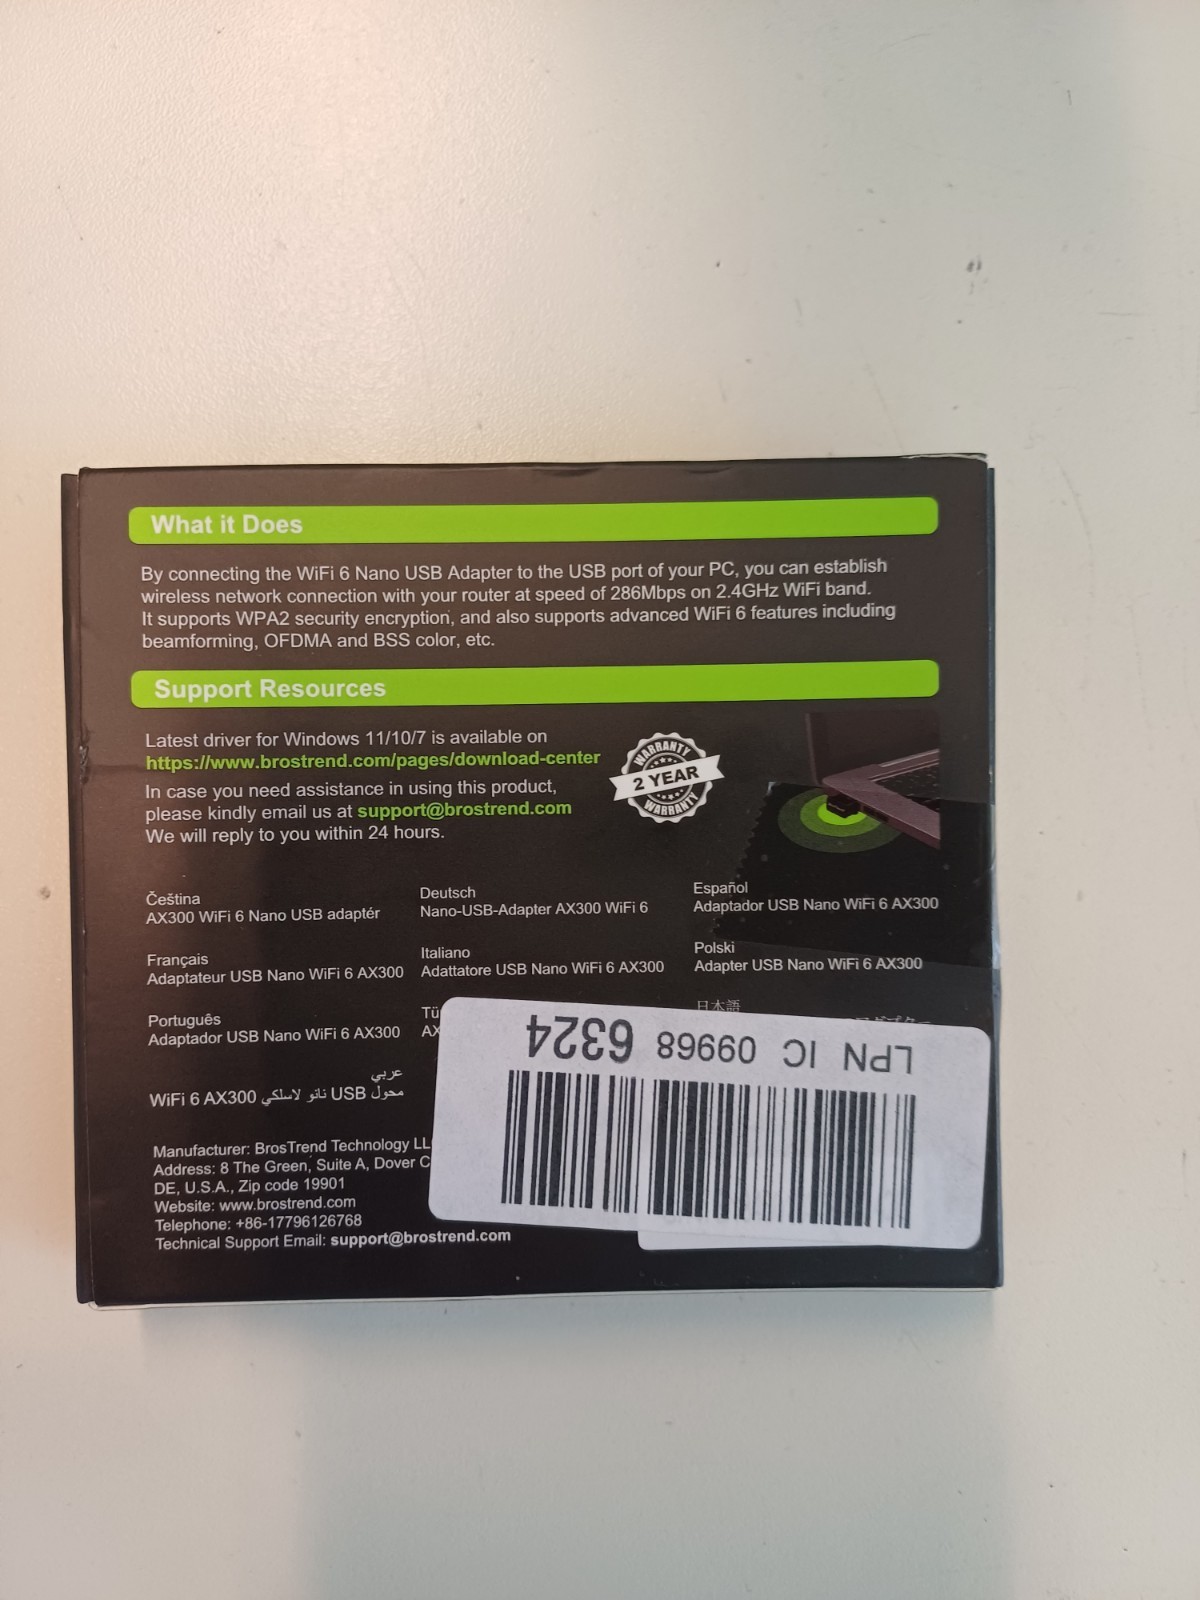 What it Does
By connecting the WiFi 6 Nano USB Adapter to the USB port of your PC, you can establish
wireless network connection with your router at speed of 286Mbps on 2.4GHz WiFi band.
It supports WPA2 security encryption, and also supports advanced WiFi 6 features including
beamforming, OFDMA and BSS color, etc.
Support Resources
Latest driver for Windows 11/10/7 is available on
https://www.brostrend.com/pages/download-center
In case you need assistance in using this product,
please kindly email us at support@brostrend.com
We will reply to you within 24 hours.
WARRANTY
2 YEAR
WARRANTY
Čeština
AX300 WiFi 6 Nano USB adaptér
Deutsch
Nano-USB-Adapter AX300 WiFi 6
Español
Adaptador USB Nano WiFi 6 AX300
Français
Adaptateur USB Nano WiFi 6 AX300
Italiano
Adattatore USB Nano WiFi 6 AX300
Polski
Adapter USB Nano WiFi 6 AX300
Português
Adaptador USB Nano WiFi 6 AX300
Tü
AX
日本語
عربي
محول USB نانو لاسلكي WiFi 6 AX300
Manufacturer: BrosTrend Technology LL
Address: 8 The Green, Suite A, Dover C
DE, U.S.A., Zip code 19901
Website: www.brostrend.com
Telephone: +86-17796126768
Technical Support Email: support@brostrend.com
LPN IC 09968 6324